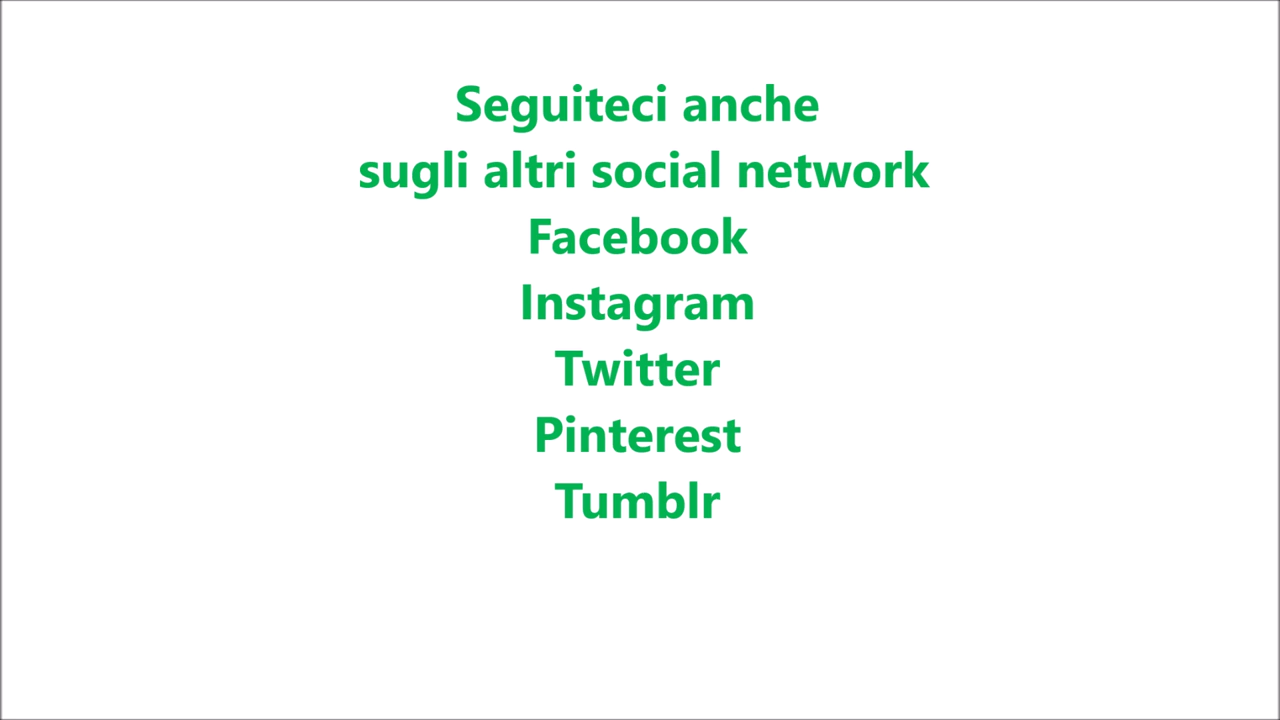 Seguiteci anche
sugli altri social network
Facebook
Instagram
Twitter
Pinterest
Tumblr